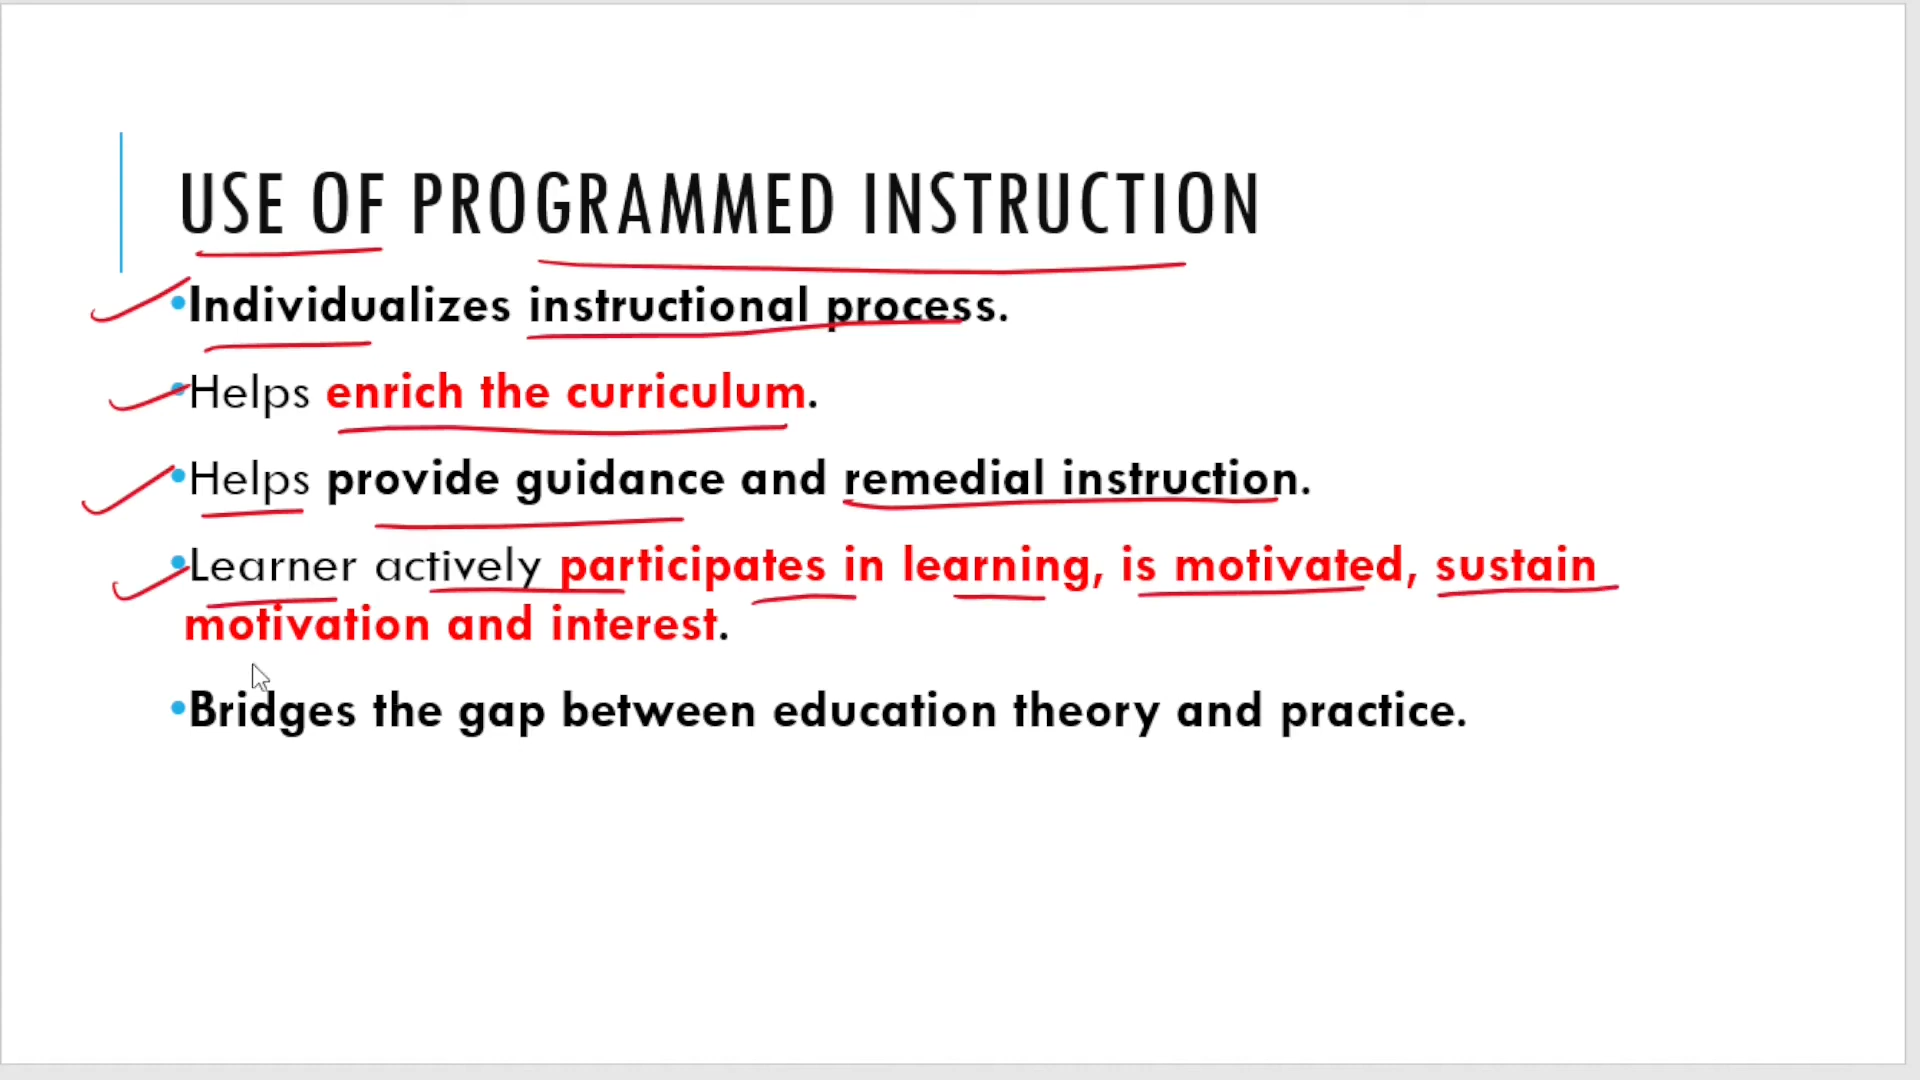 USE OF PROGRAMMED INSTRUCTION
•Individualizes instructional process.
•Helps enrich the curriculum.
•Helps provide guidance and remedial instruction.
•Learner actively participates in learning, is motivated, sustain
motivation and interest.
•Bridges the gap between education theory and practice.